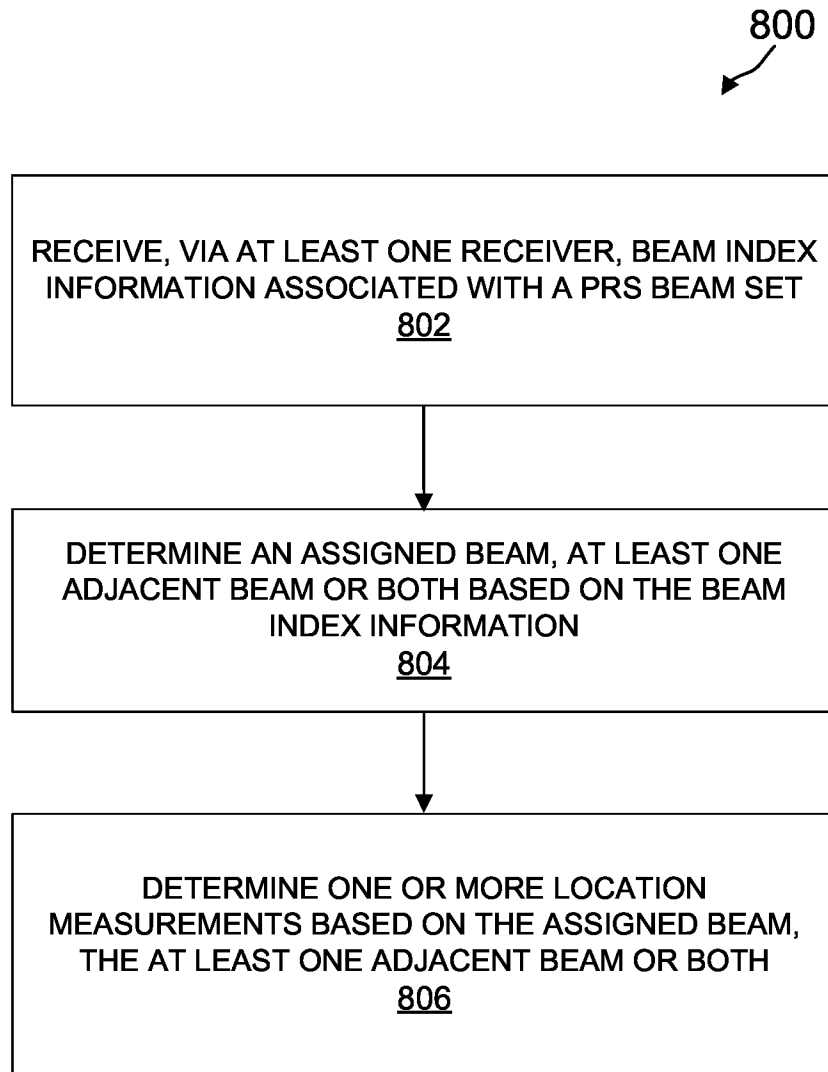 800
RECEIVE, VIA AT LEAST ONE RECEIVER, BEAM INDEX
INFORMATION ASSOCIATED WITH A PRS BEAM SET
802
DETERMINE AN ASSIGNED BEAM, AT LEAST ONE
ADJACENT BEAM OR BOTH BASED ON THE BEAM
INDEX INFORMATION
804
DETERMINE ONE OR MORE LOCATION
MEASUREMENTS BASED ON THE ASSIGNED BEAM,
THE AT LEAST ONE ADJACENT BEAM OR BOTH
806